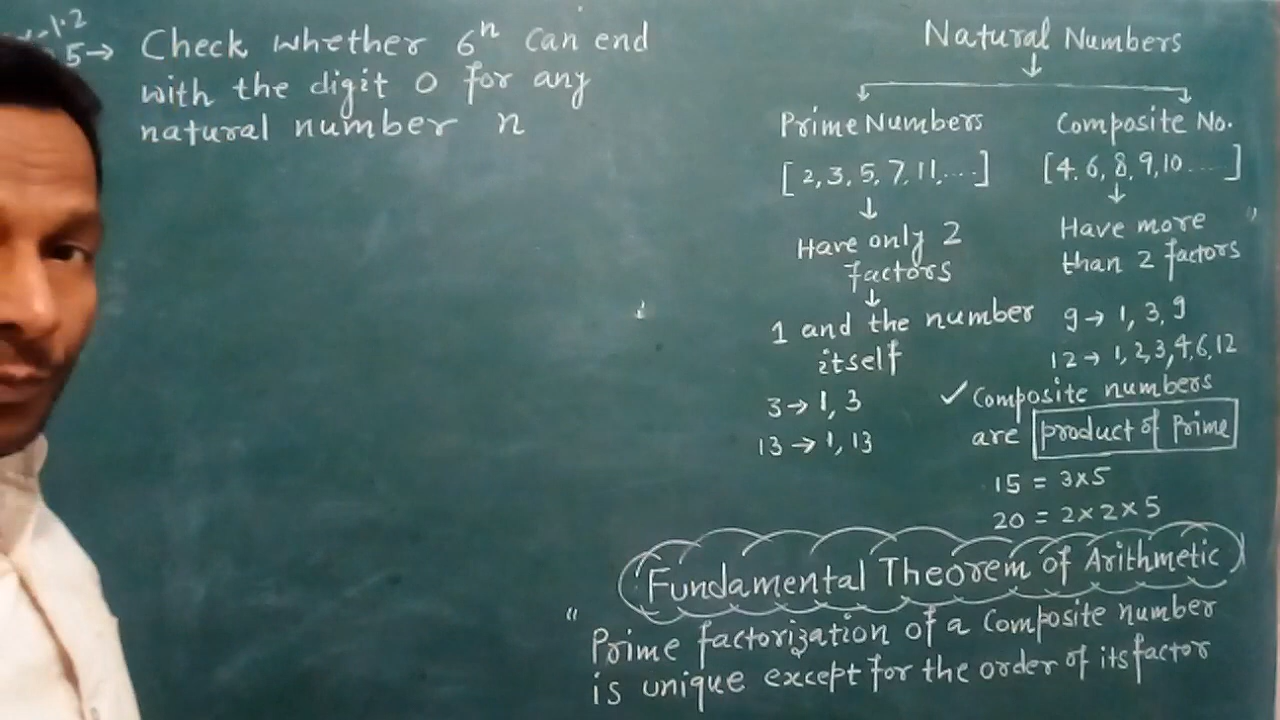 -1.2
5→ Check whether 6ⁿ can end
with the digit 0 for any
natural number n
Natural Numbers
↓
Prime Numbers
[2, 3, 5, 7, 11, ....]
↓
Have only 2
factors
↓
1 and the number
itself
3 → 1, 3
13 → 1, 13
Composite No.
[4. 6, 8, 9, 10 ....]
↓
Have more
than 2 factors
9 → 1, 3, 9
12 → 1, 2, 3, 4, 6, 12
✓ Composite numbers
are product of Prime
15 = 3×5
20 = 2×2×5
Fundamental Theorem of Arithmetic
"Prime factorization of a composite number
is unique except for the order of its factor"